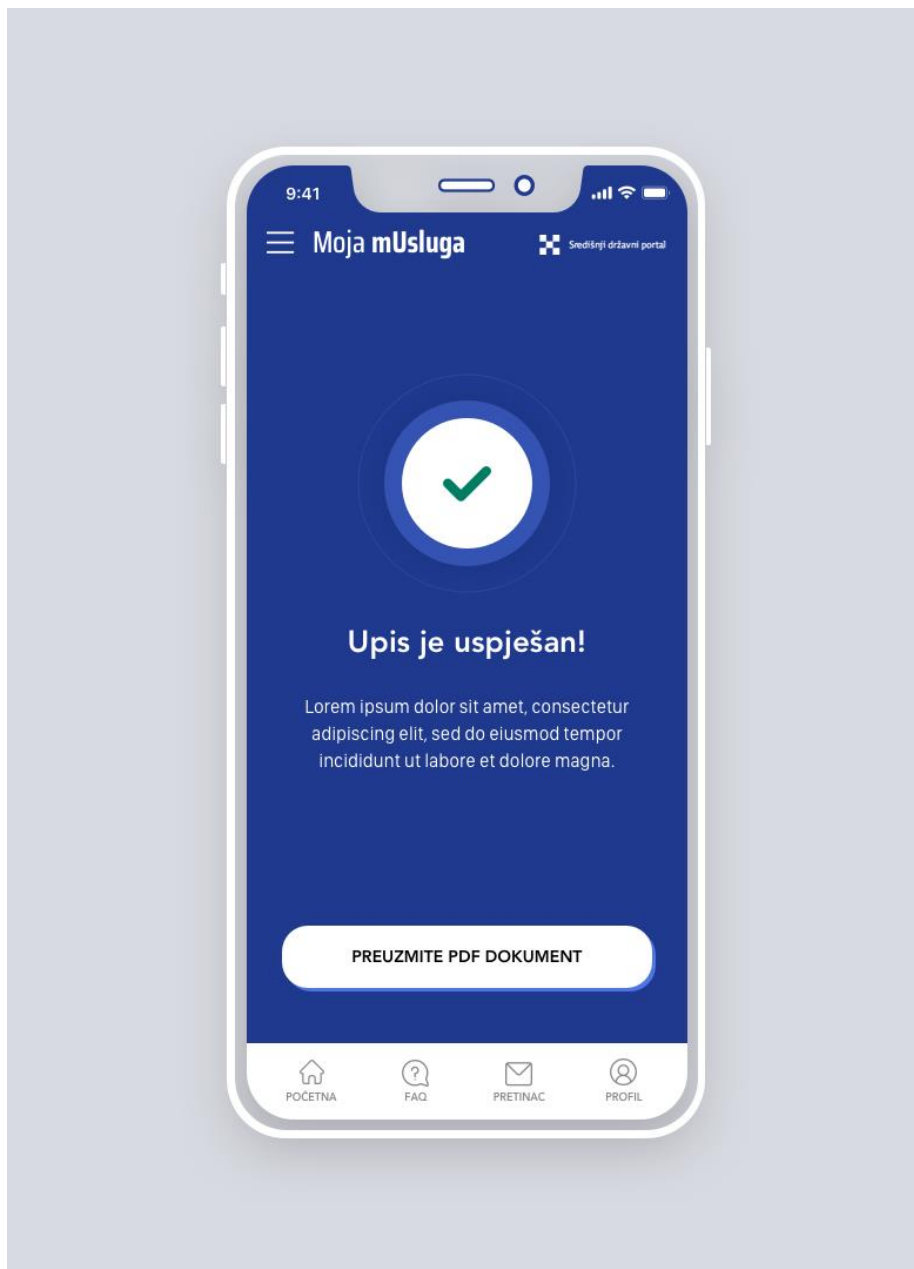 9:41
Moja mUsluga
Središnji državni portal
Upis je uspješan!
Lorem ipsum dolor sit amet, consectetur
adipiscing elit, sed do eiusmod tempor
incididunt ut labore et dolore magna.
PREUZMITE PDF DOKUMENT
POČETNA
FAQ
PRETINAC
PROFIL